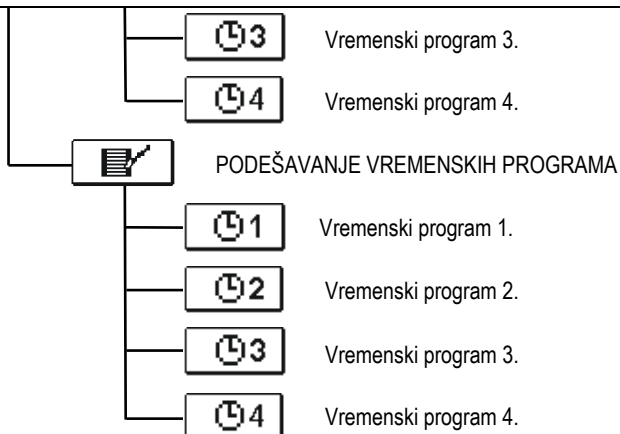 3 Vremenski program 3.
4 Vremenski program 4.
PODEŠAVANJE VREMENSKIH PROGRAMA
1 Vremenski program 1.
2 Vremenski program 2.
3 Vremenski program 3.
4 Vremenski program 4.